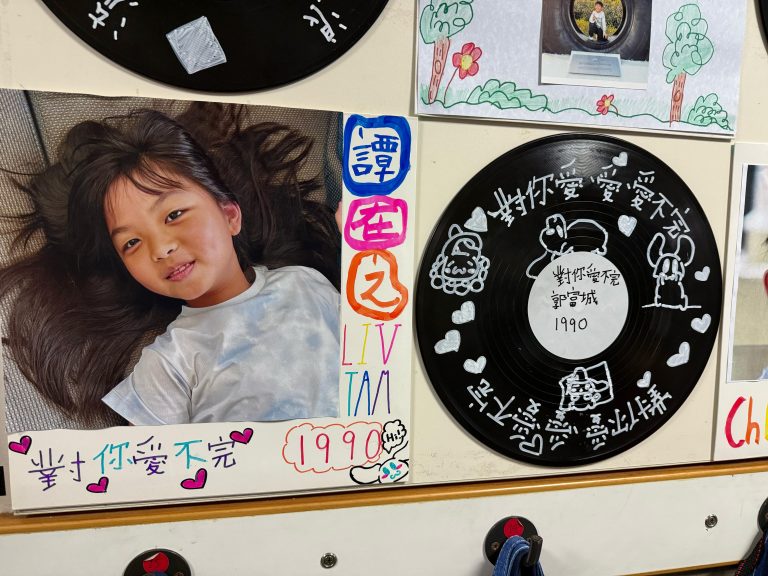 浪
譚
在
之
LIV
TAM
對你愛不完
1990
Hi!
對你愛愛愛不完
對你愛不完
郭富城
1990
對你愛愛愛不完
Ch